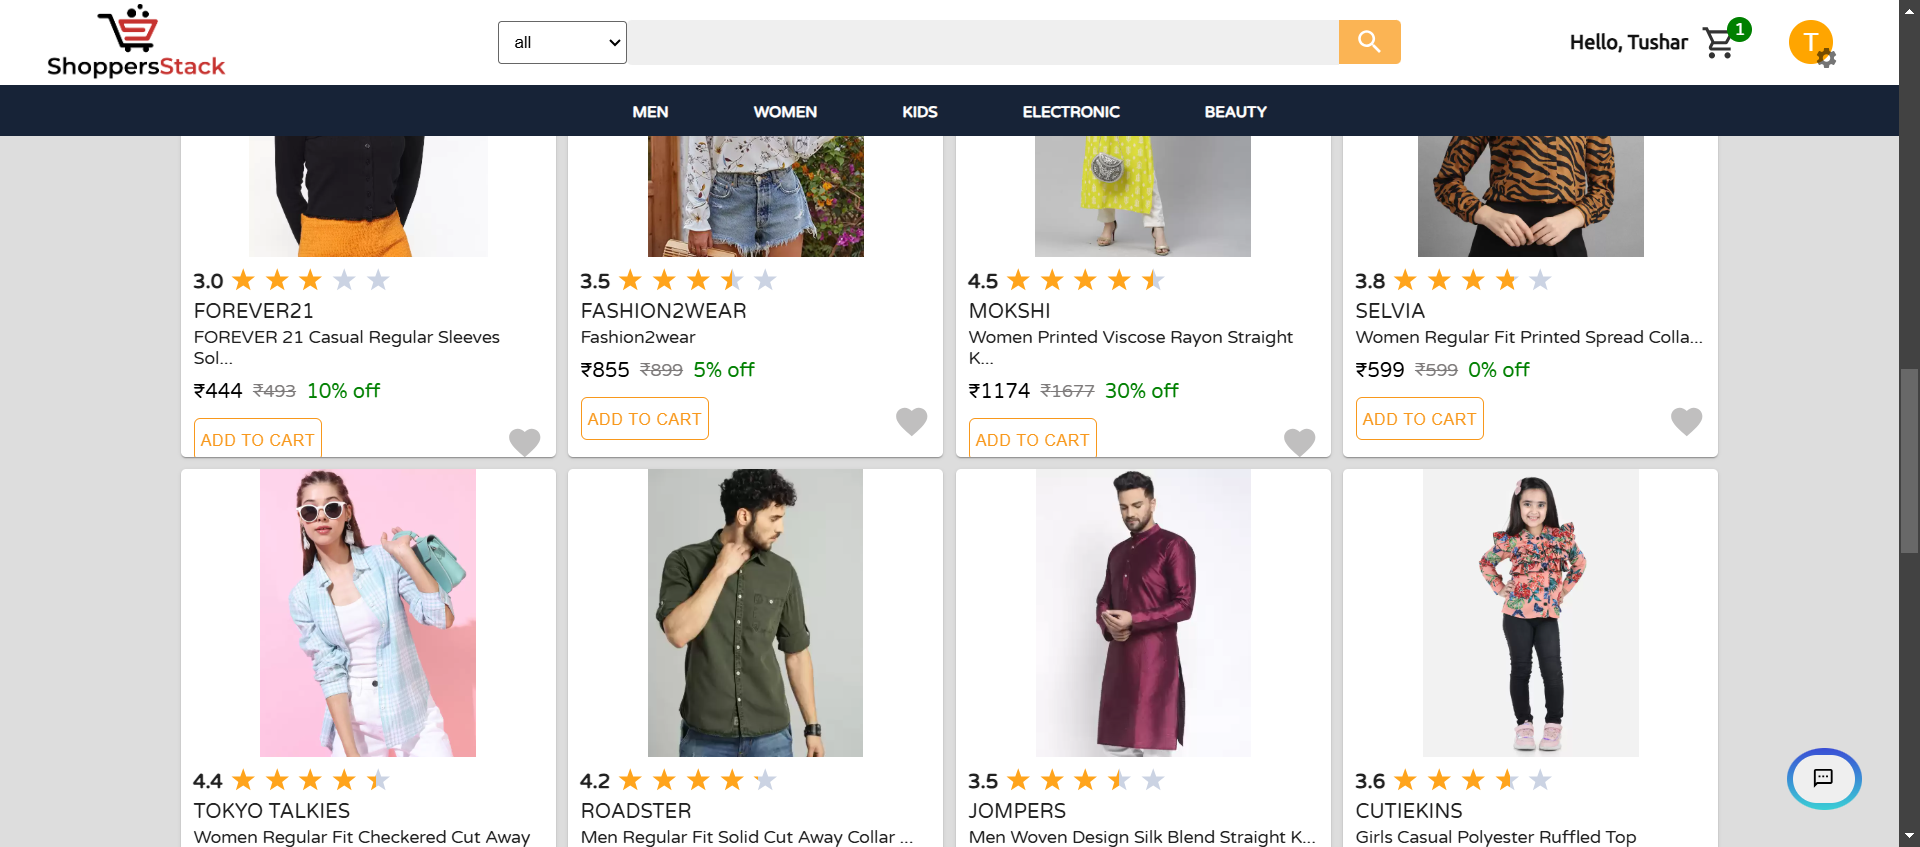 ShoppersStack
all
Hello, Tushar
1
T
MEN
WOMEN
KIDS
ELECTRONIC
BEAUTY
3.0
FOREVER21
FOREVER 21 Casual Regular Sleeves
Sol...
₹444 ₹493 10% off
ADD TO CART
3.5
FASHION2WEAR
Fashion2wear
₹855 ₹899 5% off
ADD TO CART
4.5
MOKSHI
Women Printed Viscose Rayon Straight
K...
₹1174 ₹1677 30% off
ADD TO CART
3.8
SELVIA
Women Regular Fit Printed Spread Colla...
₹599 ₹599 0% off
ADD TO CART
4.4
TOKYO TALKIES
Women Regular Fit Checkered Cut Away
4.2
ROADSTER
Men Regular Fit Solid Cut Away Collar ...
3.5
JOMPERS
Men Woven Design Silk Blend Straight K...
3.6
CUTIEKINS
Girls Casual Polyester Ruffled Top